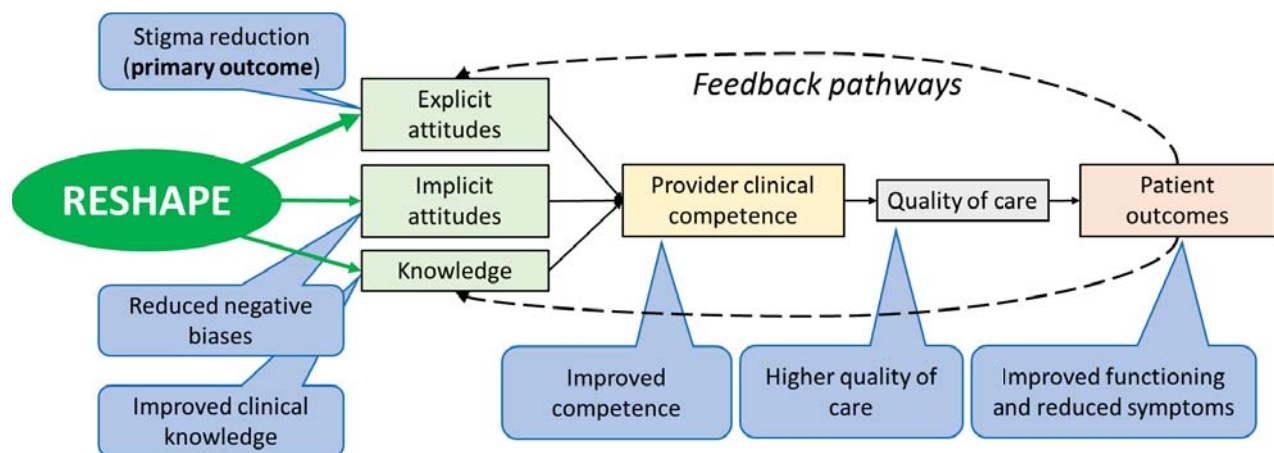 Stigma reduction
(primary outcome)
Explicit
attitudes
Feedback pathways
RESHAPE
Implicit
attitudes
Provider clinical
competence
Quality of care
Patient
outcomes
Knowledge
Reduced negative
biases
Improved clinical
knowledge
Improved
competence
Higher quality of
care
Improved functioning
and reduced symptoms